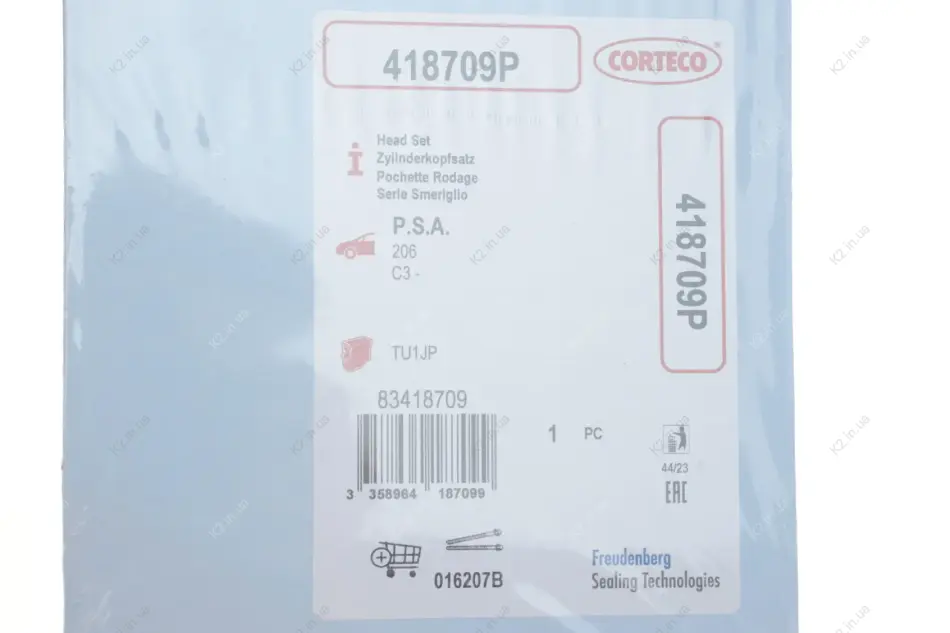 418709P
CORTECO
Head Set
Zylinderkopfsatz
Pochette Rodage
Serie Smeriglio
418709P
P.S.A.
206
C3 -
TU1JP
83418709
1 PC
44/23
EAC
3 358964 187099
016207B
Freudenberg
Sealing Technologies
K2.in.ua